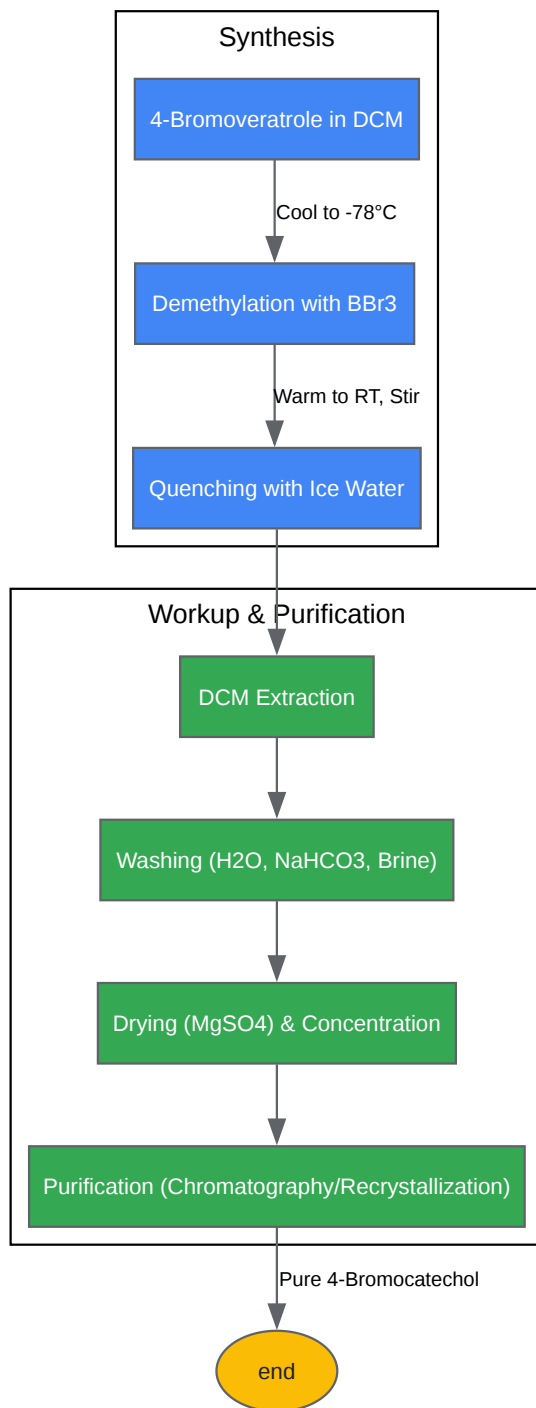 Synthesis
4-Bromoveratrole in DCM
Cool to -78°C
Demethylation with BBr3
Warm to RT, Stir
Quenching with Ice Water
Workup & Purification
DCM Extraction
Washing (H2O, NaHCO3, Brine)
Drying (MgSO4) & Concentration
Purification (Chromatography/Recrystallization)
Pure 4-Bromocatechol
end